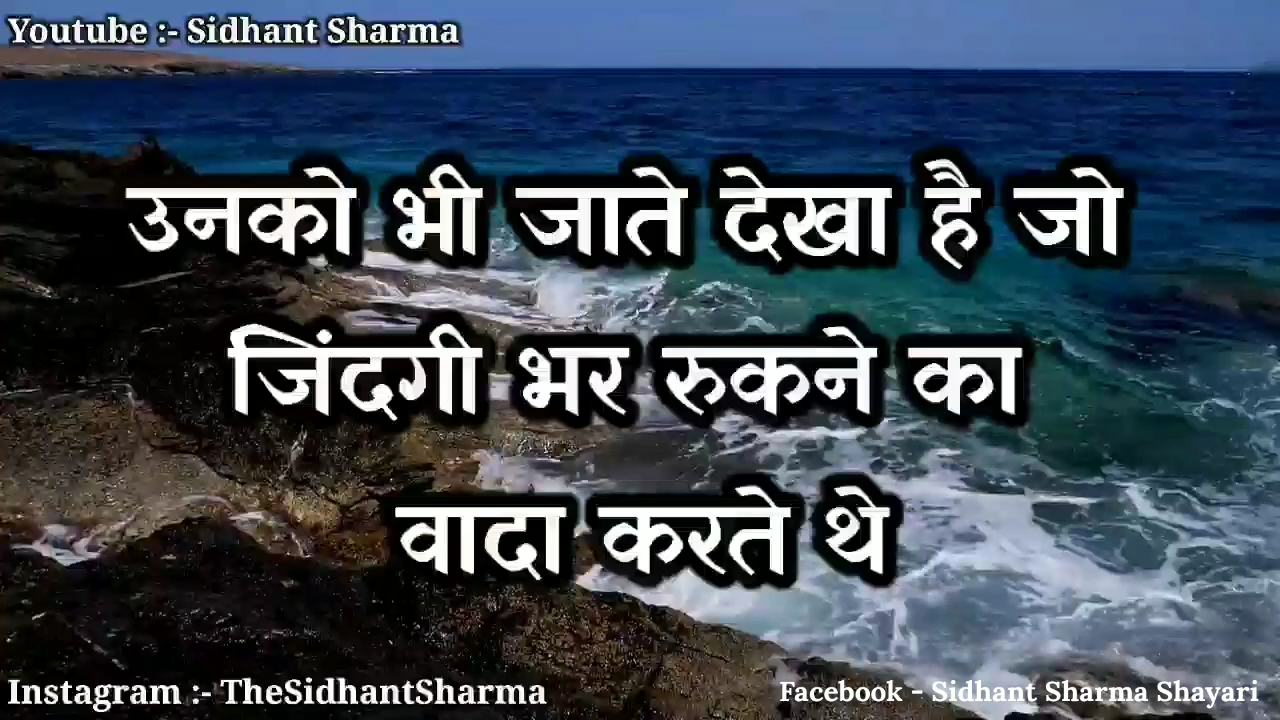 Youtube :- Sidhant Sharma
उनको भी जाते देखा है जो
जिंदगी भर रुकने का
वादा करते थे
Instagram :- TheSidhantSharma
Facebook - Sidhant Sharma Shayari